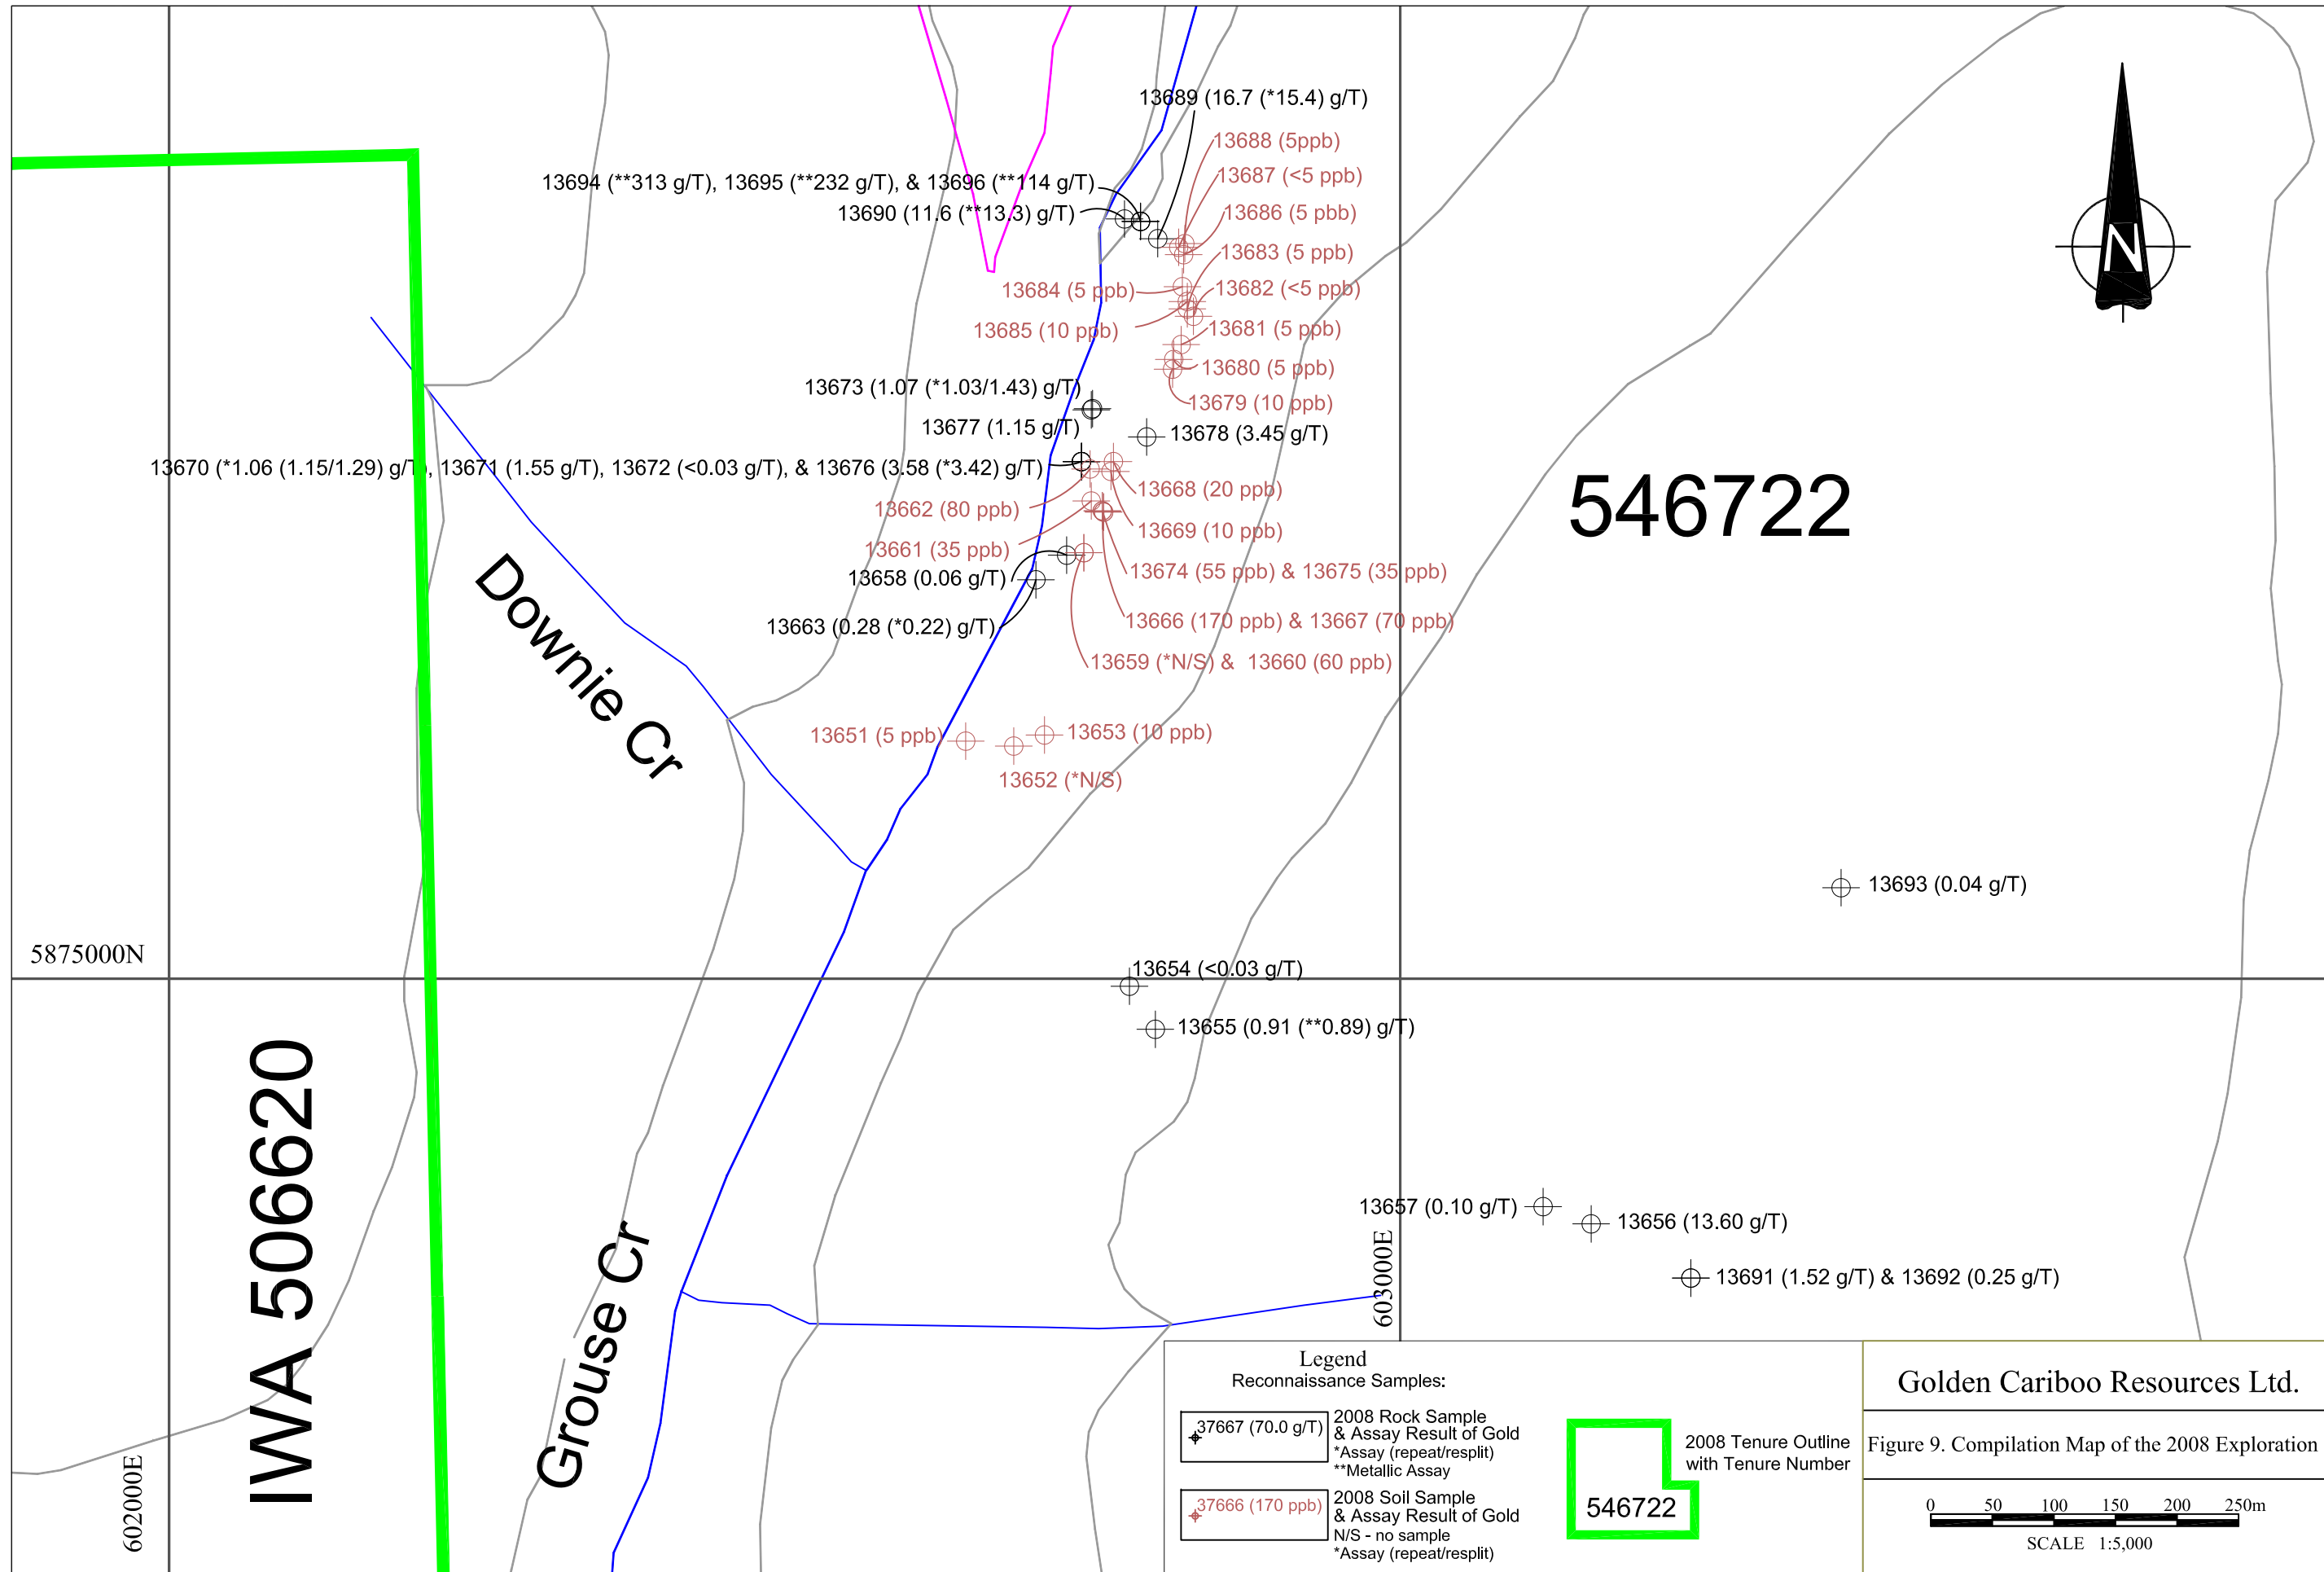 13689 (16.7 (*15.4) g/T)
13688 (5ppb)
13694 (**313 g/T), 13695 (**232 g/T), & 13696 (**114 g/T)
13687 (<5 ppb)
13690 (11.6 (**13.3) g/T)
13686 (5 pbb)
N
13683 (5 ppb)
13684 (5 ppb)
13682 (<5 ppb)
13685 (10 ppb)
13681 (5 ppb)
13680 (5 ppb)
13673 (1.07 (*1.03/1.43) g/T)
13679 (10 ppb)
13677 (1.15 g/T)
13678 (3.45 g/T)
13670 (*1.06 (1.15/1.29) g/T), 13671 (1.55 g/T), 13672 (<0.03 g/T), & 13676 (3.58 (*3.42) g/T)
13668 (20 ppb)
546722
13662 (80 ppb)
13669 (10 ppb)
13661 (35 ppb)
13674 (55 ppb) & 13675 (35 ppb)
13658 (0.06 g/T)
13666 (170 ppb) & 13667 (70 ppb)
13663 (0.28 (*0.22) g/T)
13659 (*N/S) & 13660 (60 ppb)
Downie Cr
13651 (5 ppb)
13653 (10 ppb)
13652 (*N/S)
13693 (0.04 g/T)
5875000N
13654 (<0.03 g/T)
13655 (0.91 (**0.89) g/T)
IWA 506620
13657 (0.10 g/T)
13656 (13.60 g/T)
13691 (1.52 g/T) & 13692 (0.25 g/T)
Grouse Cr
603000E
602000E
Legend
Reconnaissance Samples:
37667 (70.0 g/T)
2008 Rock Sample
& Assay Result of Gold
*Assay (repeat/resplit)
**Metallic Assay
37666 (170 ppb)
2008 Soil Sample
& Assay Result of Gold
N/S - no sample
*Assay (repeat/resplit)
546722
2008 Tenure Outline
with Tenure Number
Golden Cariboo Resources Ltd.
Figure 9. Compilation Map of the 2008 Exploration
0 50 100 150 200 250m
SCALE 1:5,000